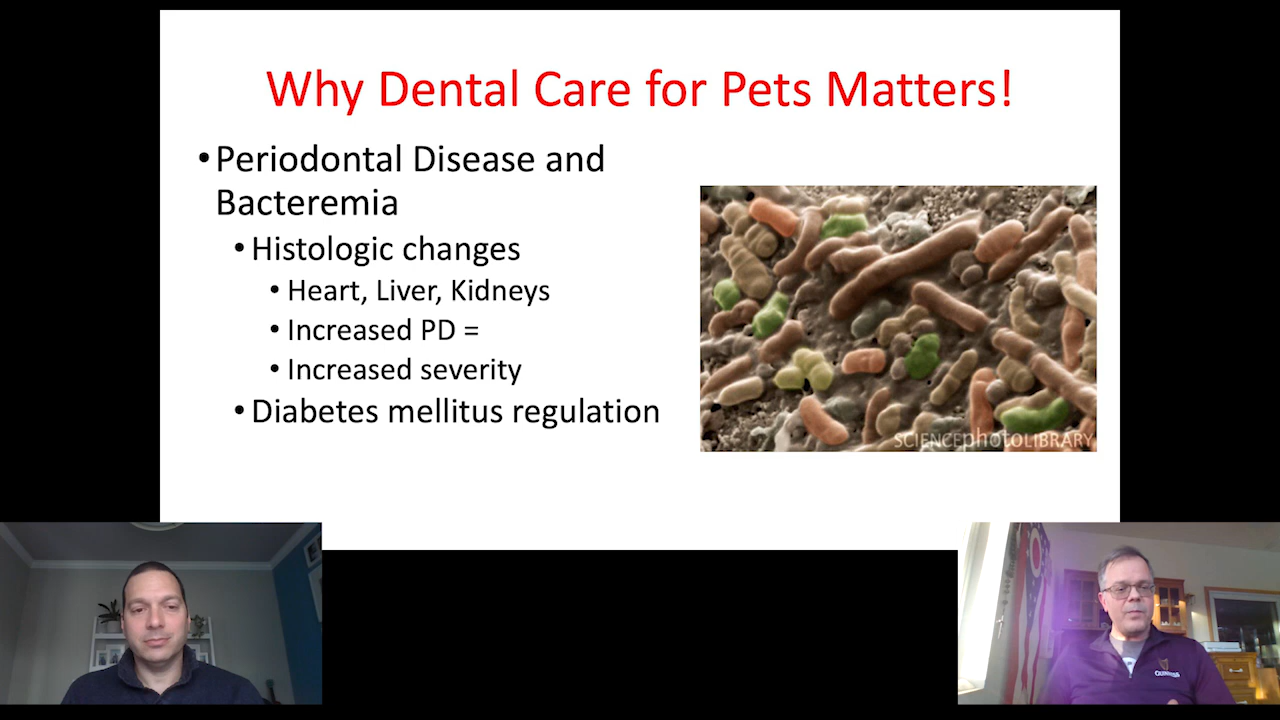 Why Dental Care for Pets Matters!
• Periodontal Disease and
Bacteremia
• Histologic changes
• Heart, Liver, Kidneys
• Increased PD =
• Increased severity
• Diabetes mellitus regulation
SCIENCEphotoLIBRARY
GUINNESS